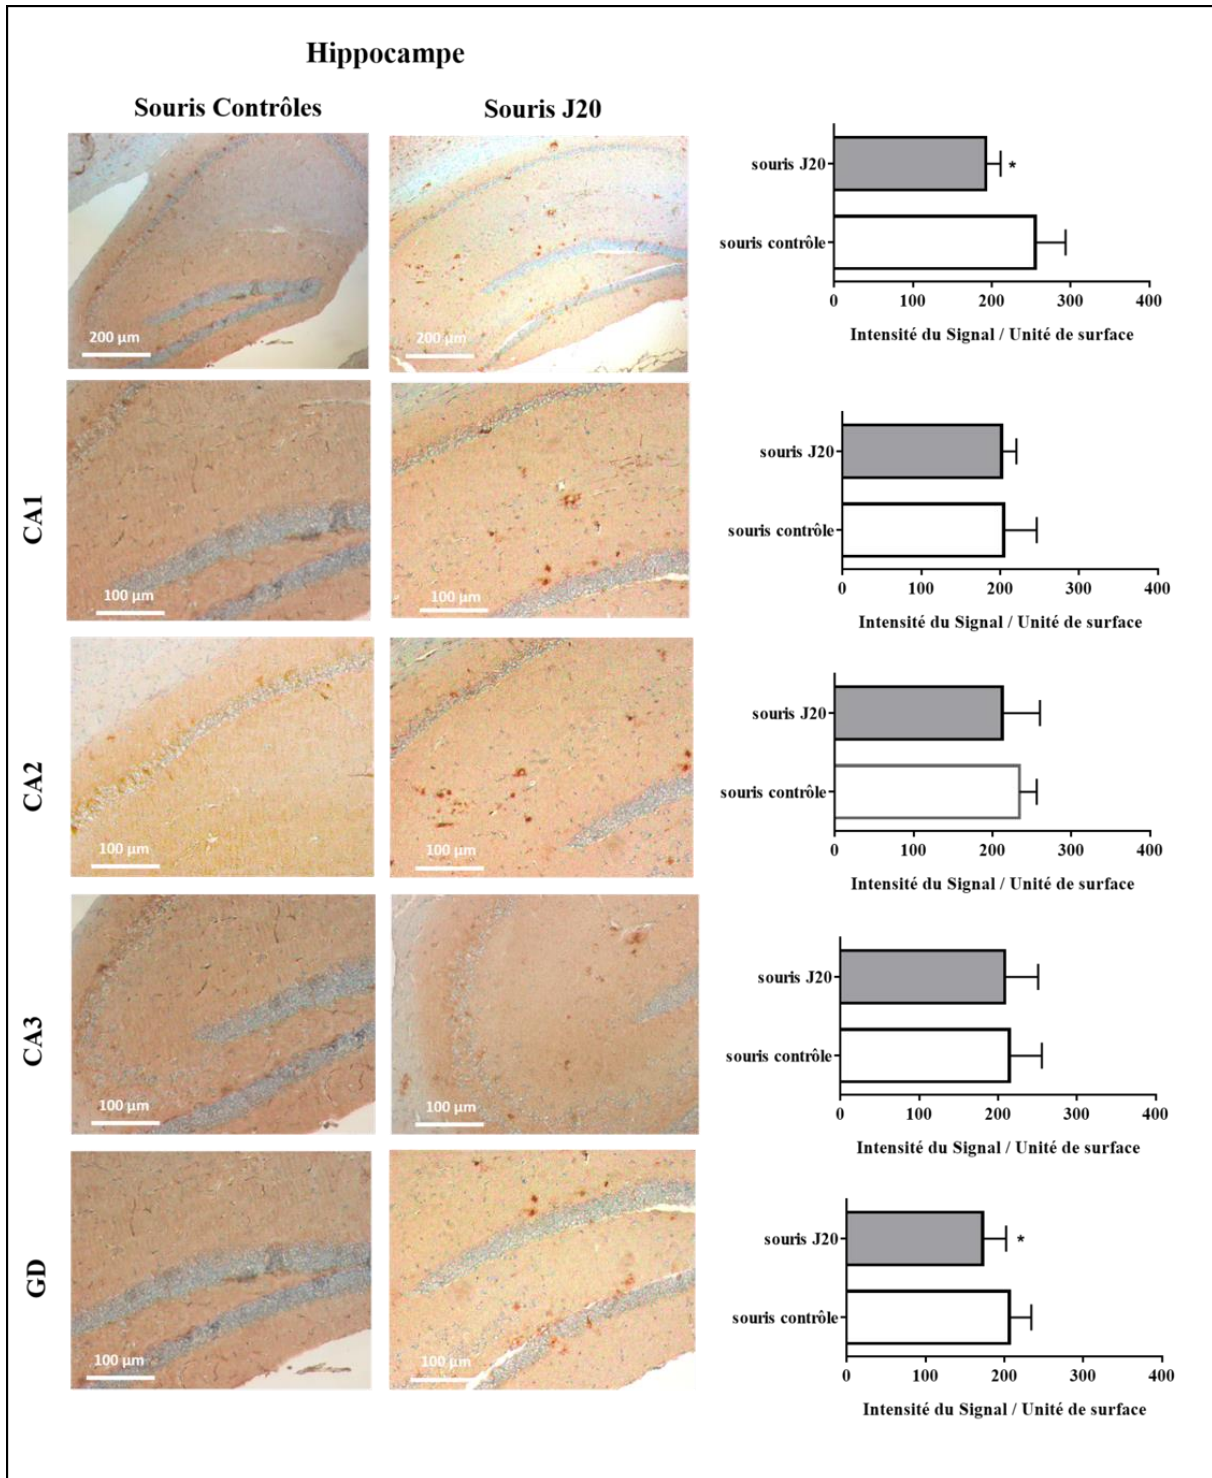 Hippocampe
Souris Contrôles
Souris J20
200 µm
200 µm
souris J20
*
souris contrôle
0 100 200 300 400
Intensité du Signal / Unité de surface
CA1
100 µm
100 µm
souris J20
souris contrôle
0 100 200 300 400
Intensité du Signal / Unité de surface
CA2
100 µm
100 µm
souris J20
souris contrôle
0 100 200 300 400
Intensité du Signal / Unité de surface
CA3
100 µm
100 µm
souris J20
souris contrôle
0 100 200 300 400
Intensité du Signal / Unité de surface
GD
100 µm
100 µm
souris J20
*
souris contrôle
0 100 200 300 400
Intensité du Signal / Unité de surface